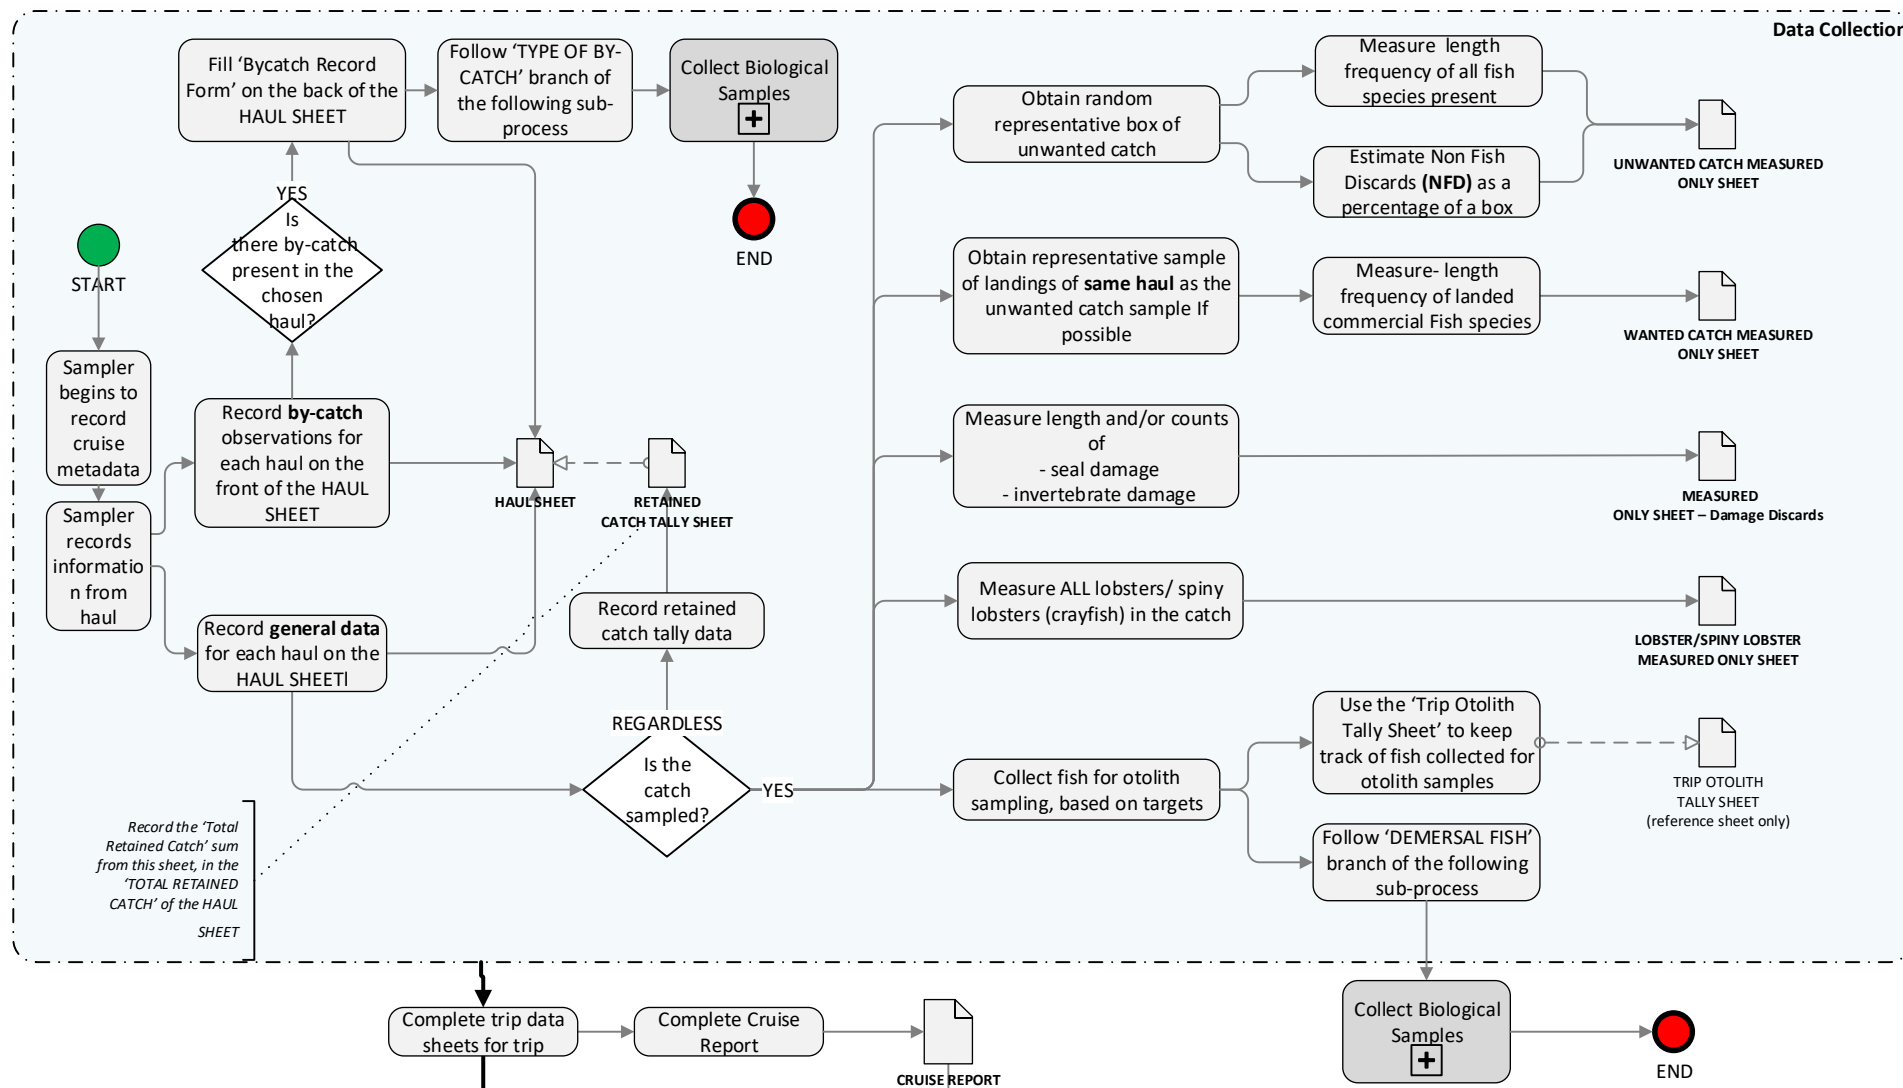 Data Collection
Fill ‘Bycatch Record
Form’ on the back of the
HAUL SHEET
Follow ‘TYPE OF BY-
CATCH’ branch of
the following sub-
process
Collect Biological
Samples
END
YES
Is
there by-catch
present in the
chosen
haul?
START
Sampler
begins to
record
cruise
metadata
Sampler
records
informatio
n from
haul
Record by-catch
observations for
each haul on the
front of the HAUL
SHEET
Record general data
for each haul on the
HAUL SHEETl
HAUL SHEET
RETAINED
CATCH TALLY SHEET
Record retained
catch tally data
REGARDLESS
Is the
catch
sampled?
YES
Record the ‘Total
Retained Catch’ sum
from this sheet, in the
‘TOTAL RETAINED
CATCH’ of the HAUL
SHEET
Obtain random
representative box of
unwanted catch
Measure length
frequency of all fish
species present
Estimate Non Fish
Discards (NFD) as a
percentage of a box
UNWANTED CATCH MEASURED
ONLY SHEET
Obtain representative sample
of landings of same haul as the
unwanted catch sample If
possible
Measure- length
frequency of landed
commercial Fish species
WANTED CATCH MEASURED
ONLY SHEET
Measure length and/or counts
of
- seal damage
- invertebrate damage
MEASURED
ONLY SHEET – Damage Discards
Measure ALL lobsters/ spiny
lobsters (crayfish) in the catch
LOBSTER/SPINY LOBSTER
MEASURED ONLY SHEET
Collect fish for otolith
sampling, based on targets
Use the ‘Trip Otolith
Tally Sheet’ to keep
track of fish collected for
otolith samples
TRIP OTOLITH
TALLY SHEET
(reference sheet only)
Follow ‘DEMERSAL FISH’
branch of the following
sub-process
Collect Biological
Samples
END
Complete trip data
sheets for trip
Complete Cruise
Report
CRUISE REPORT